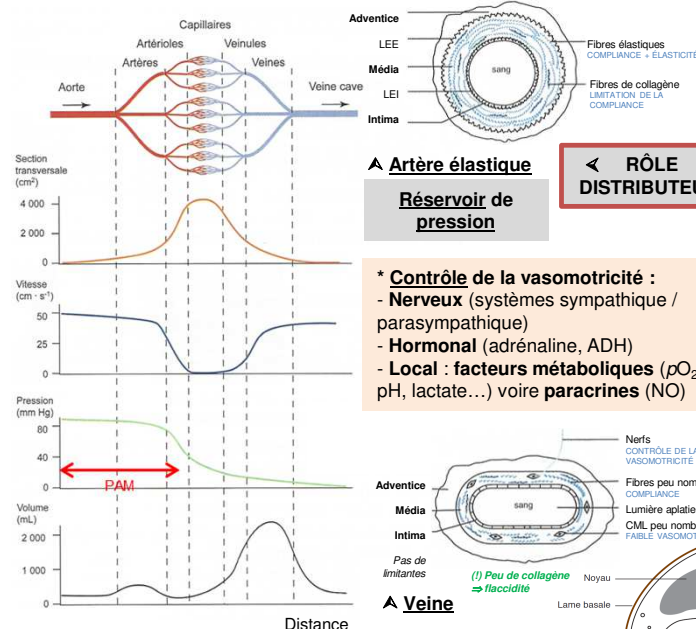 Capillaires
Artérioles
Veinules
Artères
Veines
Aorte
Veine cave
Section
transversale
(cm²)
4 000
2 000
0
Vitesse
(cm · s⁻¹)
50
25
0
Pression
(mm Hg)
80
40
0
PAM
Volume
(mL)
2 000
1 000
0
Distance
Adventice
LEE
Média
LEI
Intima
sang
Fibres élastiques
COMPLIANCE + ÉLASTICITÉ
Fibres de collagène
LIMITATION DE LA
COMPLIANCE
⮝ Artère élastique
Réservoir de
pression
⮜ RÔLE
DISTRIBUTEU
* Contrôle de la vasomotricité :
- Nerveux (systèmes sympathique /
parasympathique)
- Hormonal (adrénaline, ADH)
- Local : facteurs métaboliques (pO₂
pH, lactate…) voire paracrines (NO)
Nerfs
CONTRÔLE DE LA
VASOMOTRICITÉ
Fibres peu nom
COMPLIANCE
Lumière aplatie
CML peu nomb
FAIBLE VASOMOT
Adventice
Média
Intima
sang
Pas de
limitantes
(!) Peu de collagène
⇒ flaccidité
⮝ Veine
Noyau
Lame basale